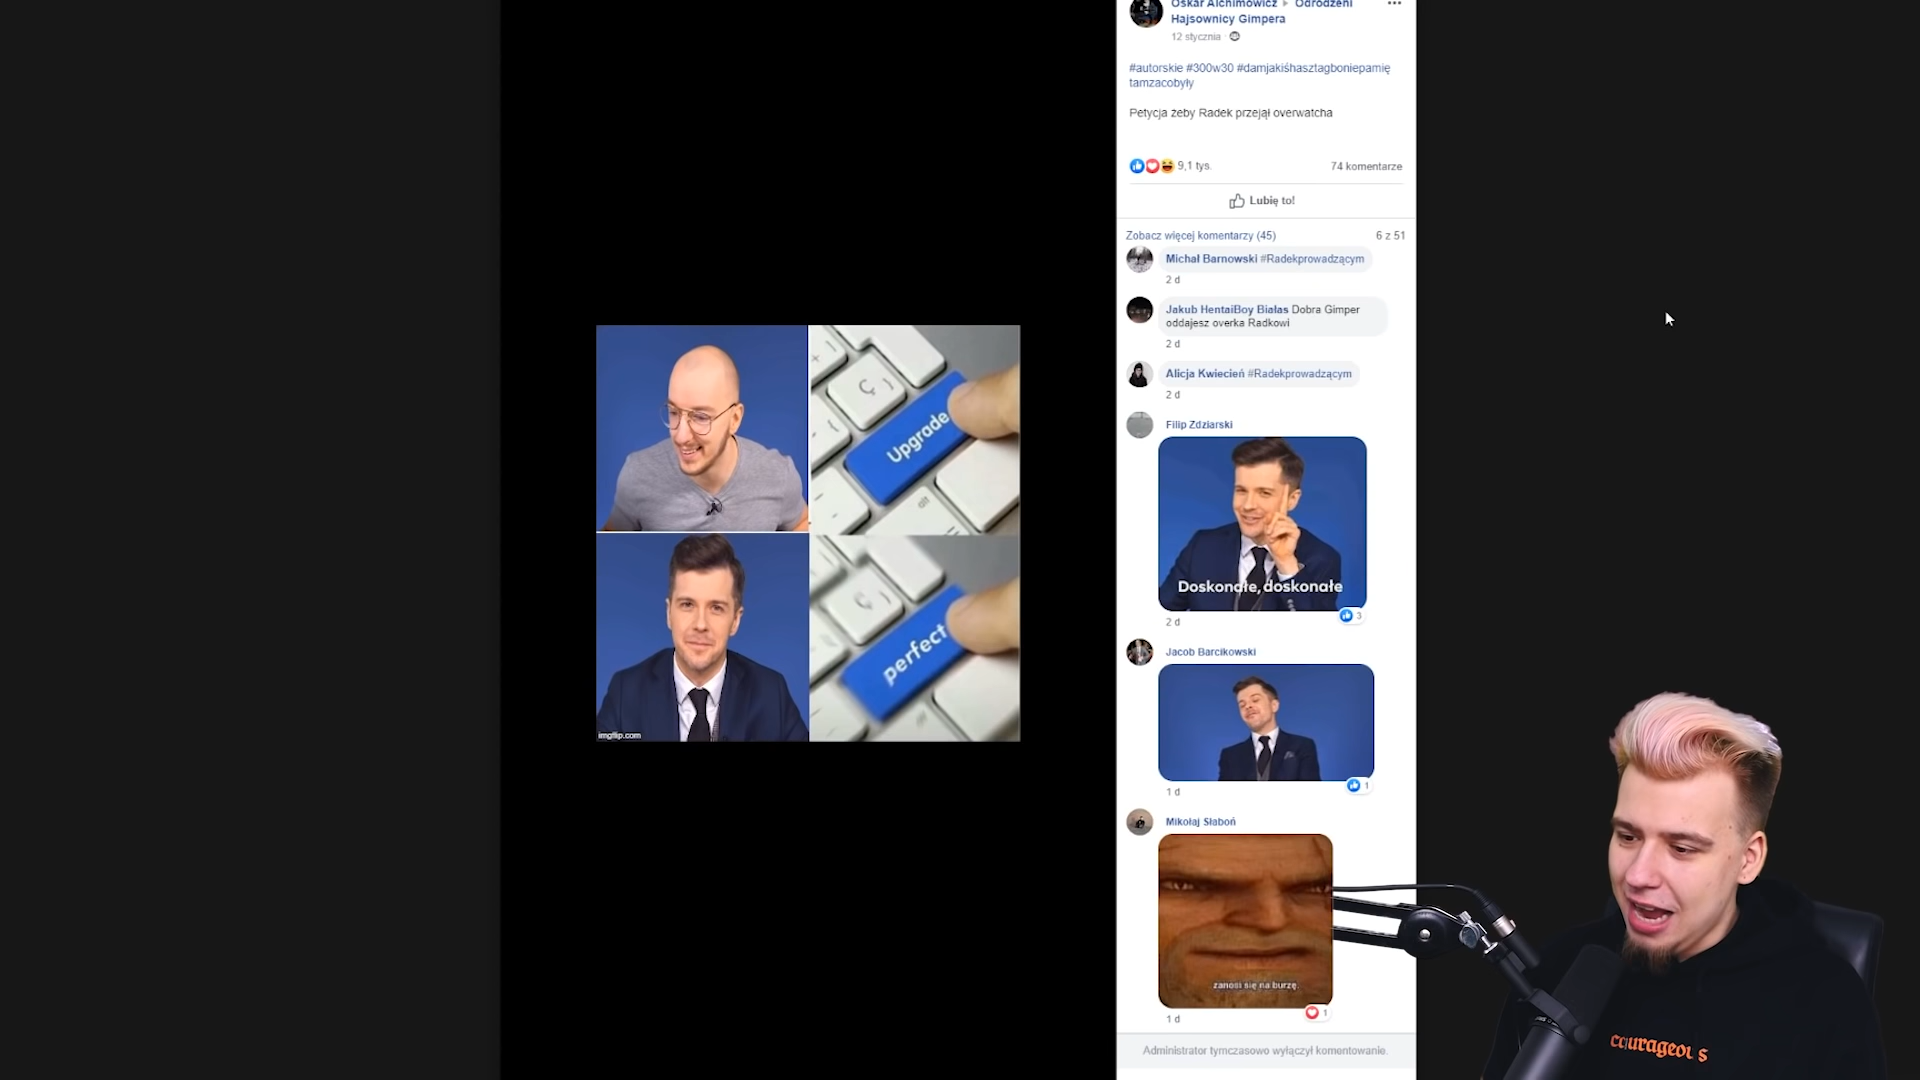 Oskar Alchimowicz ▸ Odrodzeni
Hajsownicy Gimpera
12 stycznia
#autorskie #300w30 #damjakiśhasztagboniepamię
tamzacobyły
Petycja żeby Radek przejął overwatcha
9,1 tys.
74 komentarze
Lubię to!
Zobacz więcej komentarzy (45)
6 z 51
Michał Barnowski #Radekprowadzącym
2 d
Jakub HentaiBoy Białas Dobra Gimper
oddajesz overka Radkowi
2 d
Alicja Kwiecień #Radekprowadzącym
2 d
Filip Zdziarski
Doskonałe, doskonałe
3
2 d
Jacob Barcikowski
1
1 d
Mikołaj Słaboń
zanosi się na burzę.
1
1 d
Administrator tymczasowo wyłączył komentowanie.
Upgrade
Ç
alt
perfect
imgflip.com
courageous